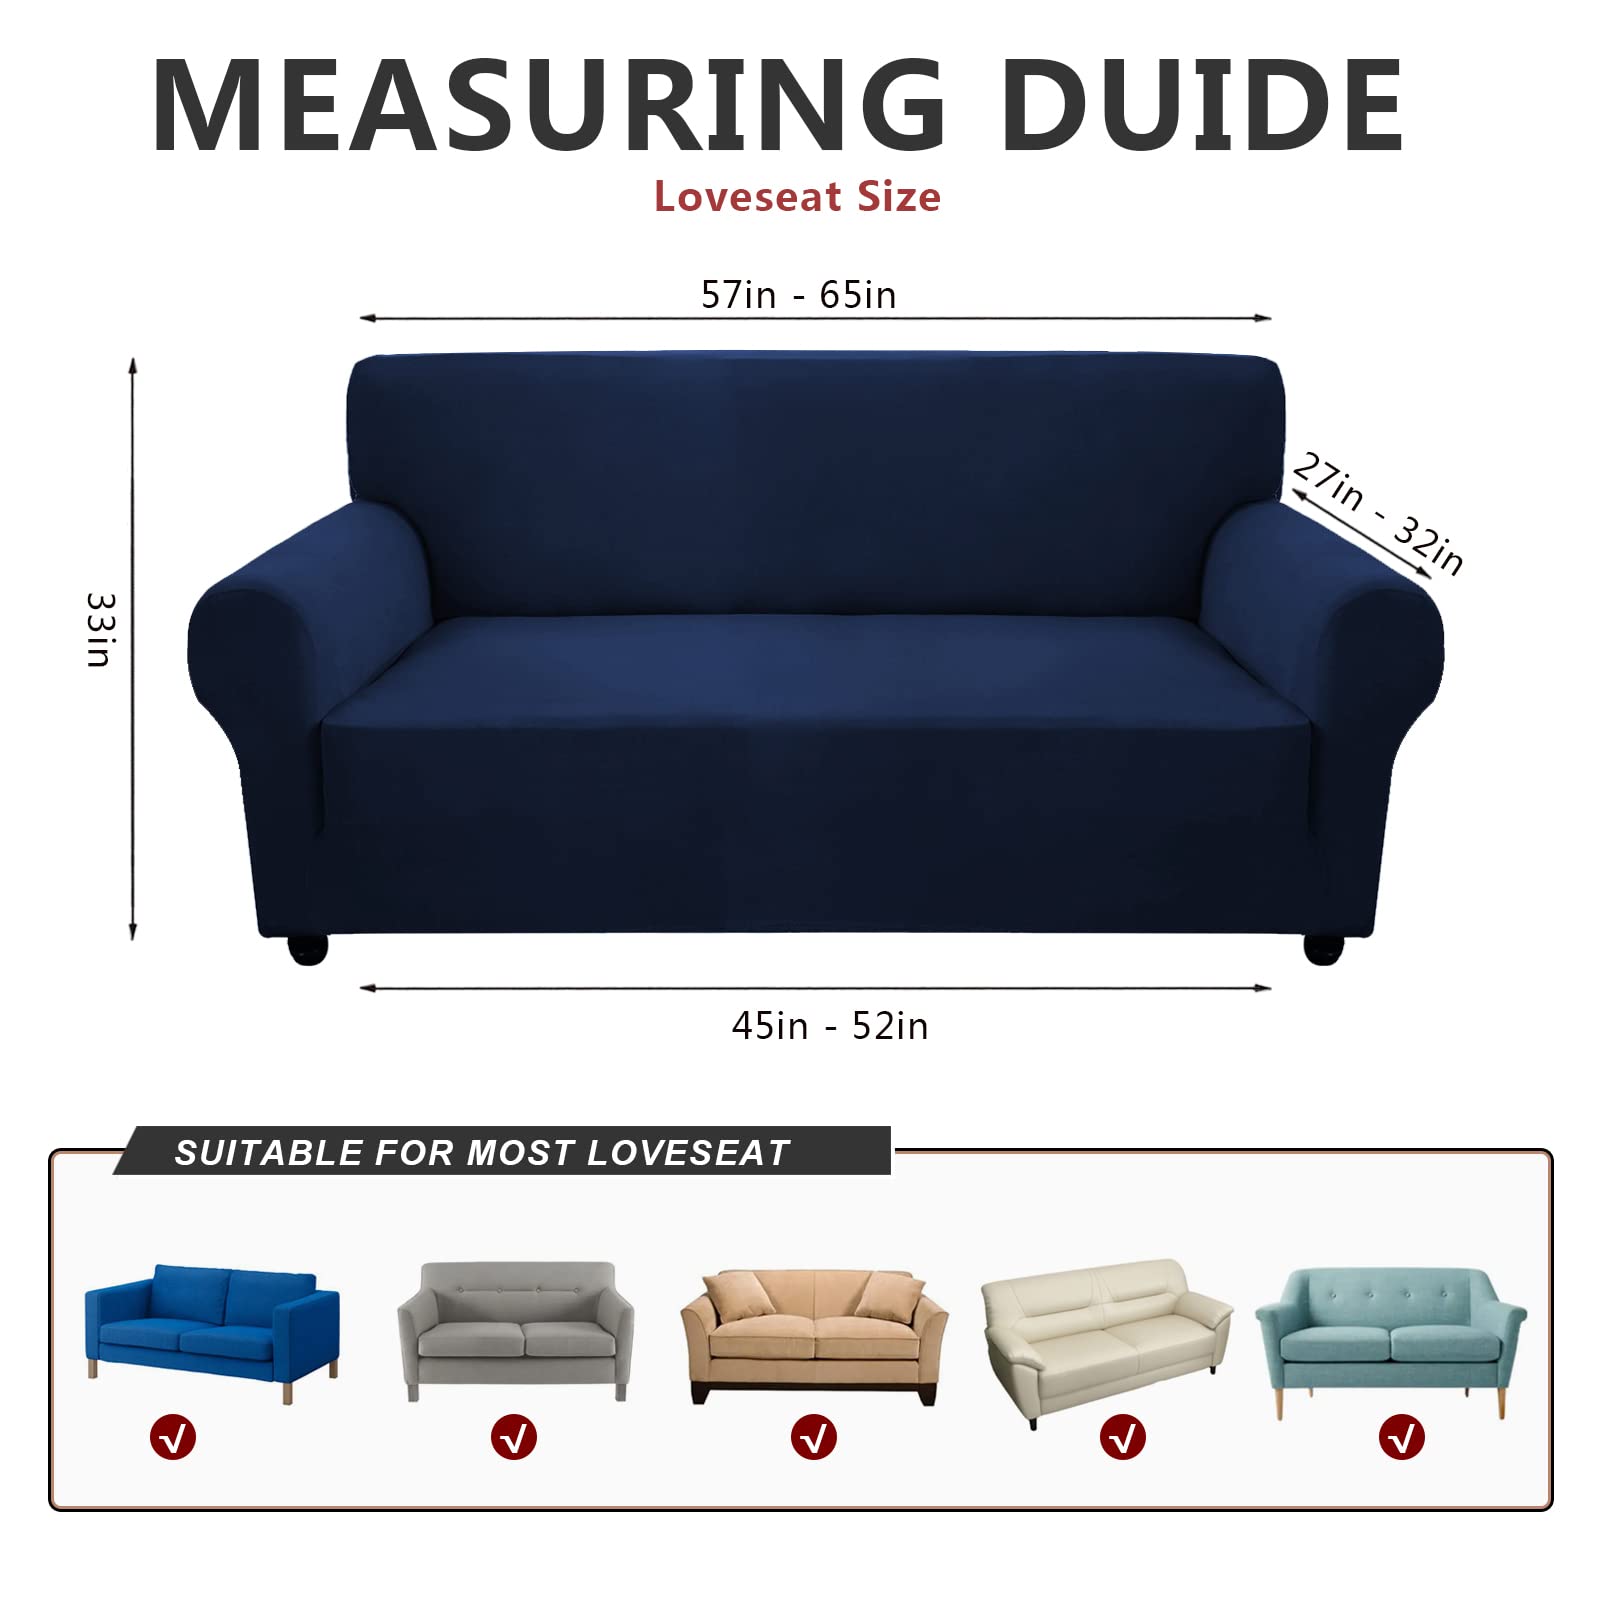 MEASURING DUIDE
Loveseat Size
57in - 65in
27in - 32in
33in
45in - 52in
SUITABLE FOR MOST LOVESEAT